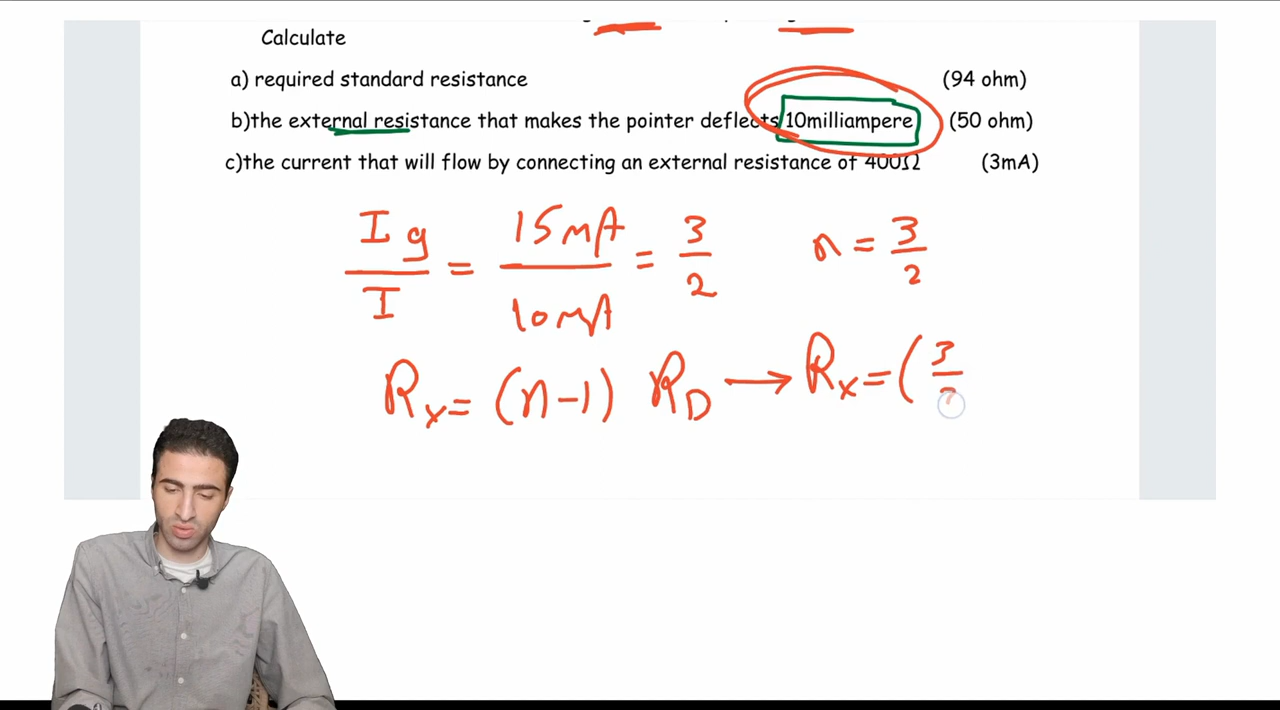 Calculate
a) required standard resistance (94 ohm)
b)the external resistance that makes the pointer deflects 10milliampere (50 ohm)
c)the current that will flow by connecting an external resistance of 400Ω (3mA)
Ig/I = 15mA/10mA = 3/2 n = 3/2
Rx = (n-1) RD → Rx = (3/